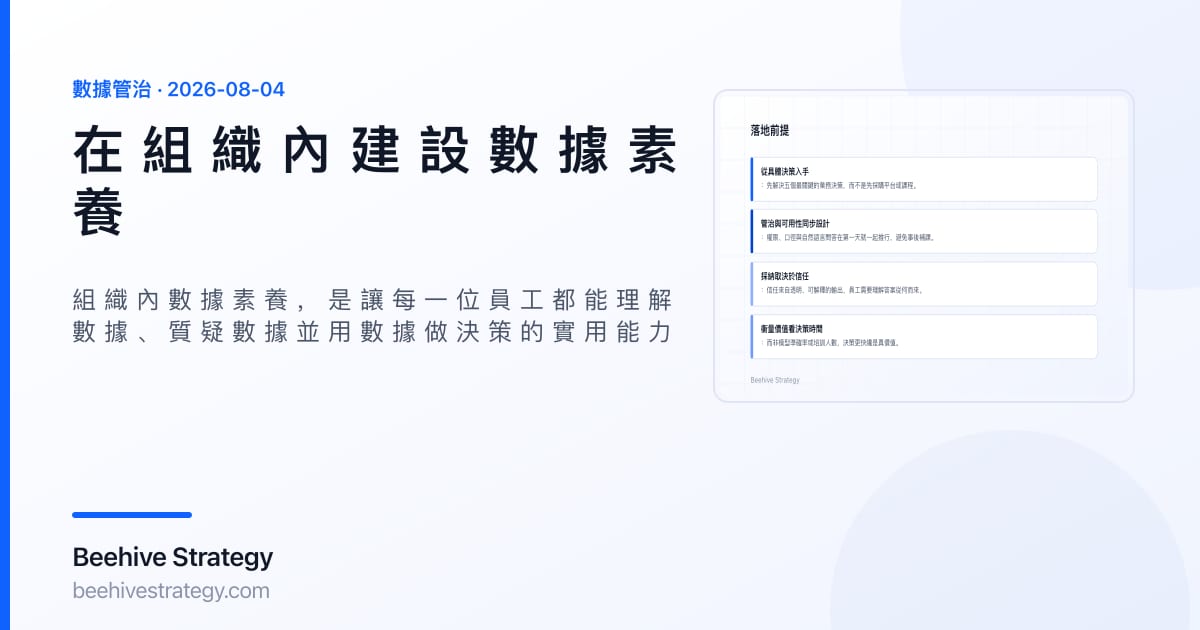 數據管治 · 2026-08-04
在組織內建設數據素
養
組織內數據素養，是讓每一位員工都能理解
數據、質疑數據並用數據做決策的實用能力
落地前提
從具體決策入手
：先解決五個最關鍵的業務決策，而不是先採購平台或課程。
管治與可用性同步設計
：權限、口徑與自然語言問答在第一天就一起推行，避免事後補課。
採納取決於信任
：信任來自透明、可解釋的輸出，員工需要理解答案從何而來。
衡量價值看決策時間
：而非模型準確率或培訓人數，決策更快纔是真價值。
Beehive Strategy
Beehive Strategy
beehivestrategy.com